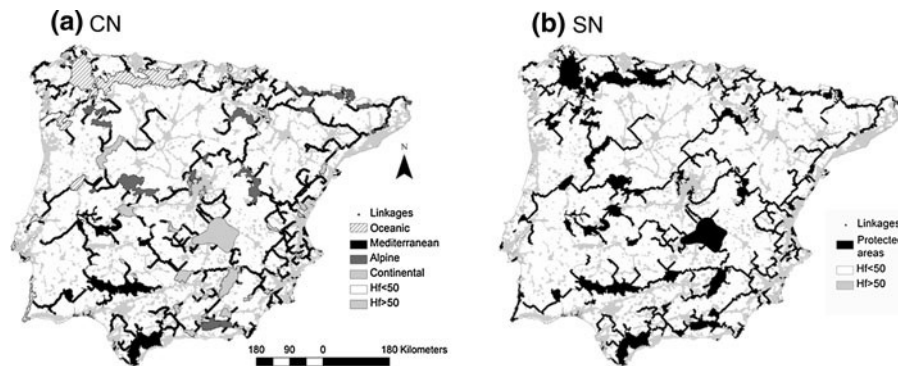 (a) CN
N
Linkages
Oceanic
Mediterranean
Alpine
Continental
Hf<50
Hf>50
180 90 0 180 Kilometers
(b) SN
Linkages
Protected
areas
Hf<50
Hf>50